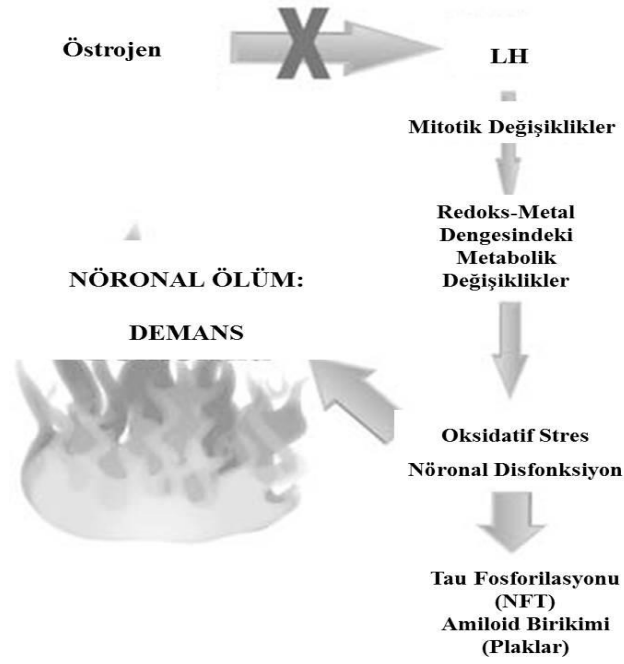 Östrojen
X
LH
Mitotik Değişiklikler
Redoks-Metal
Dengesindeki
Metabolik
Değişiklikler
NÖRONAL ÖLÜM:
DEMANS
Oksidatif Stres
Nöronal Disfonksiyon
Tau Fosforilasyonu
(NFT)
Amiloid Birikimi
(Plaklar)